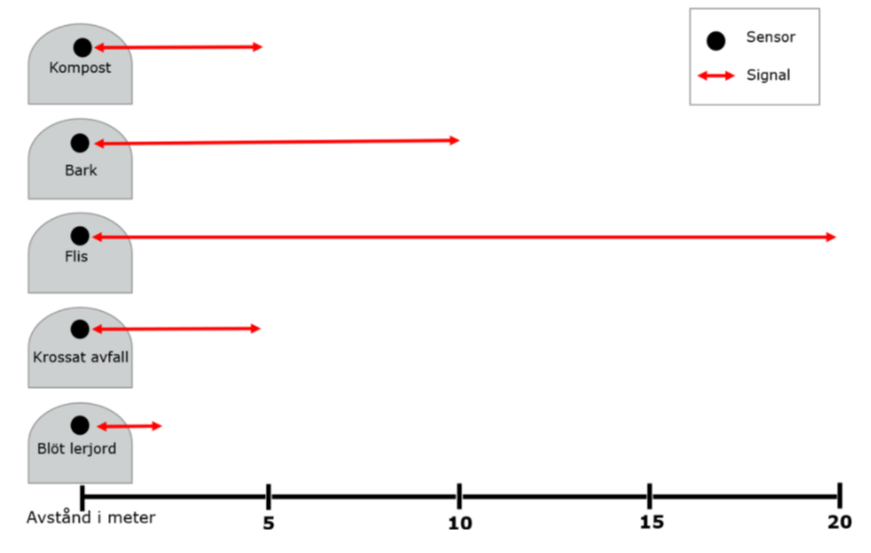 Sensor
Signal
Kompost
Bark
Flis
Krossat avfall
Blöt lerjord
Avstånd i meter
5
10
15
20